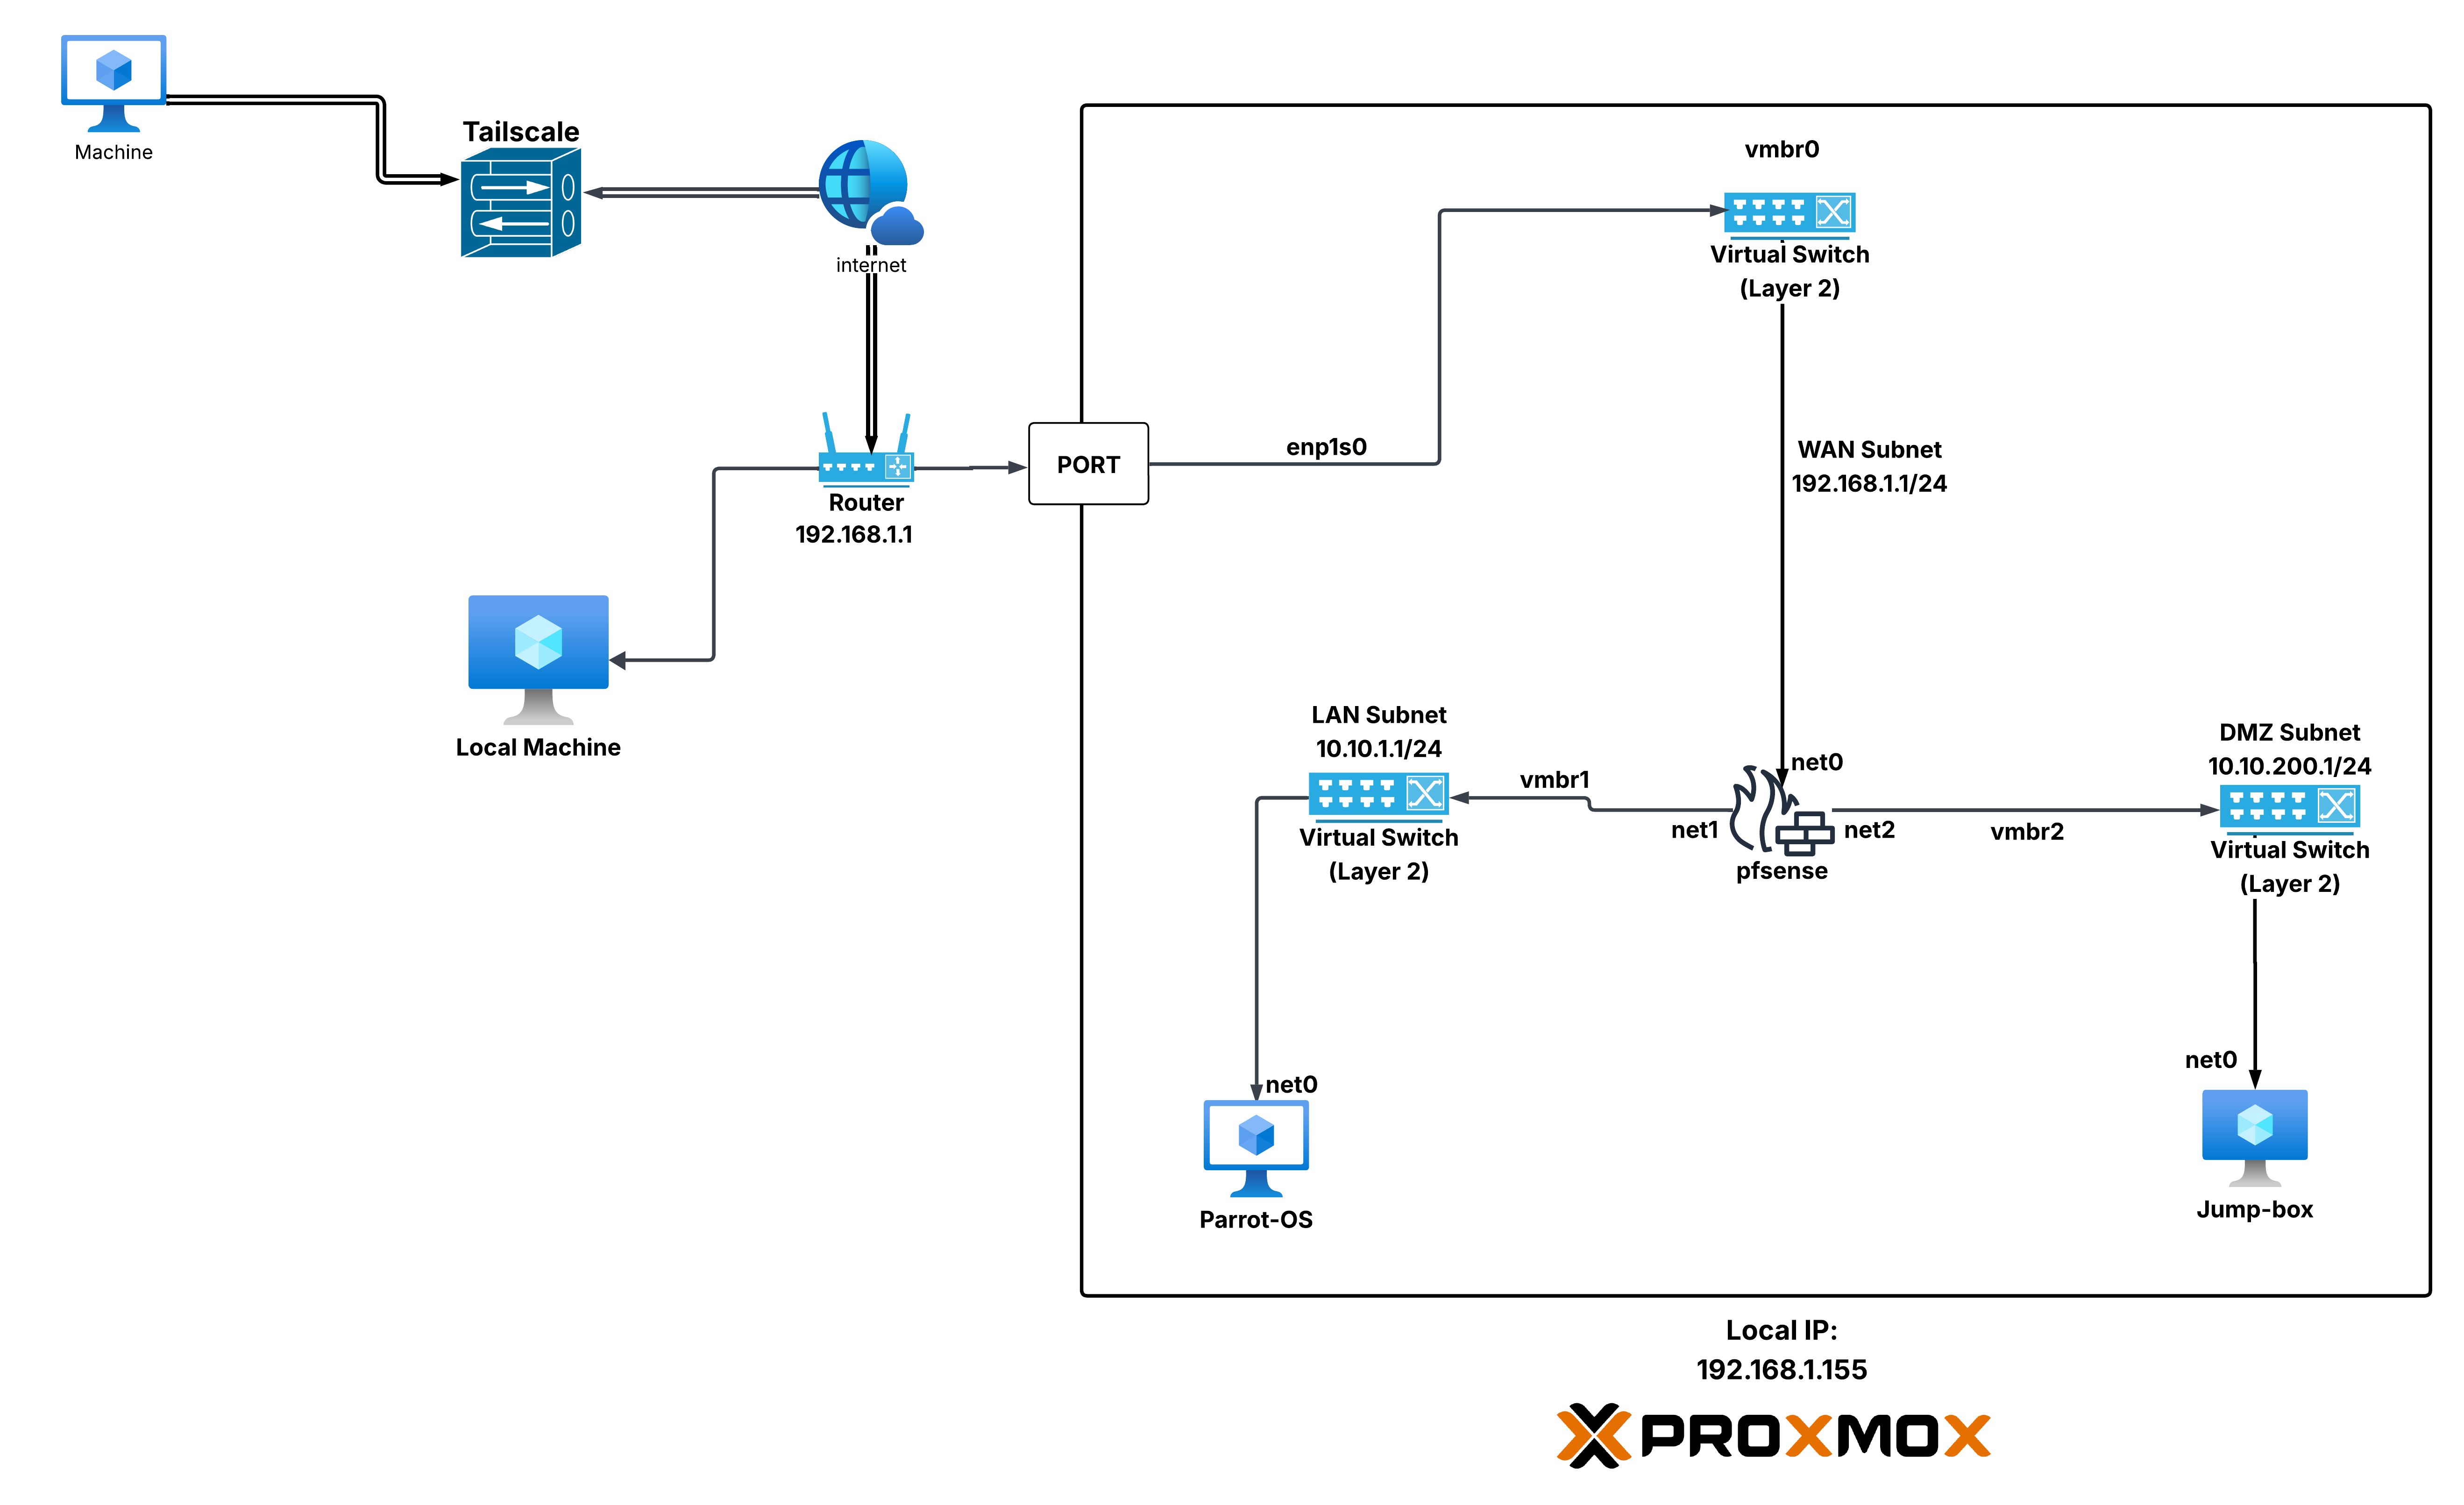 Machine
Tailscale
internet
Router
192.168.1.1
Local Machine
PORT
enp1s0
vmbr0
Virtual Switch
(Layer 2)
WAN Subnet
192.168.1.1/24
LAN Subnet
10.10.1.1/24
Virtual Switch
(Layer 2)
vmbr1
net1
net0
pfsense
net2
vmbr2
DMZ Subnet
10.10.200.1/24
Virtual Switch
(Layer 2)
net0
Parrot-OS
net0
Jump-box
Local IP:
192.168.1.155
PROXMOX